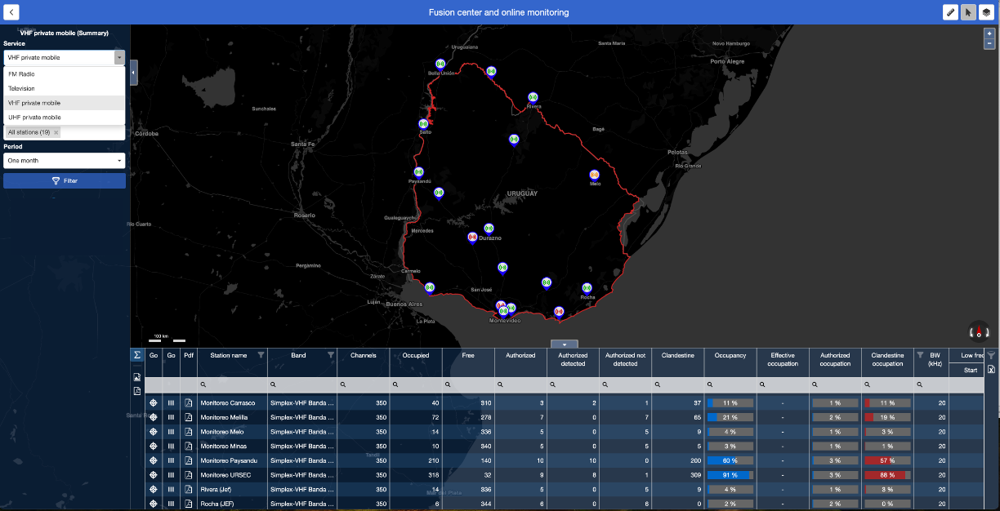 Fusion center and online monitoring
VHF private mobile (Summary)
Service
VHF private mobile
FM Radio
Television
VHF private mobile
UHF private mobile
All stations (19) ×
Period
One month
Filter
Uruguaiana
Santa Maria
Novo Hamburgo
Porto Alegre
Bella Unión
Rivera
Sunchales
Córdoba
Salto
Bagé
Santa Fe
Pelotas
Rio Grande
Paysandú
Melo
URUGUAY
Rosario
Gualeguaychú
Río Cuarto
Mercedes
Durazno
Pergamino
Carmelo
Zárate
San José
Rocha
Luján
Buenos Aires
Montevideo
La Plata
100 km
+
−
Σ Go Go Pdf Station name Band Channels Occupied Free Authorized Authorized detected Authorized not detected Clandestine Occupancy Effective occupation Authorized occupation Clandestine occupation BW (kHz) Low freq
Start
Monitoreo Carrasco Simplex-VHF Banda ... 350 40 310 3 2 1 37 11 % - 1 % 11 % 20
Monitoreo Melilla Simplex-VHF Banda ... 350 72 278 7 0 7 65 21 % - 2 % 19 % 20
Monitoreo Melo Simplex-VHF Banda ... 350 14 336 5 0 5 9 4 % - 1 % 3 % 20
Monitoreo Minas Simplex-VHF Banda ... 350 10 340 5 0 5 5 3 % - 1 % 1 % 20
Monitoreo Paysandu Simplex-VHF Banda ... 350 210 140 10 10 0 200 60 % - 3 % 57 % 20
Monitoreo URSEC Simplex-VHF Banda ... 350 318 32 9 8 1 309 91 % - 3 % 88 % 20
Rivera (Jef) Simplex-VHF Banda ... 350 14 336 5 0 5 9 4 % - 1 % 3 % 20
Mar del Plata
Rocha (JEF) Simplex-VHF Banda ... 350 6 344 6 0 6 0 2 % - 2 % 0 % 20